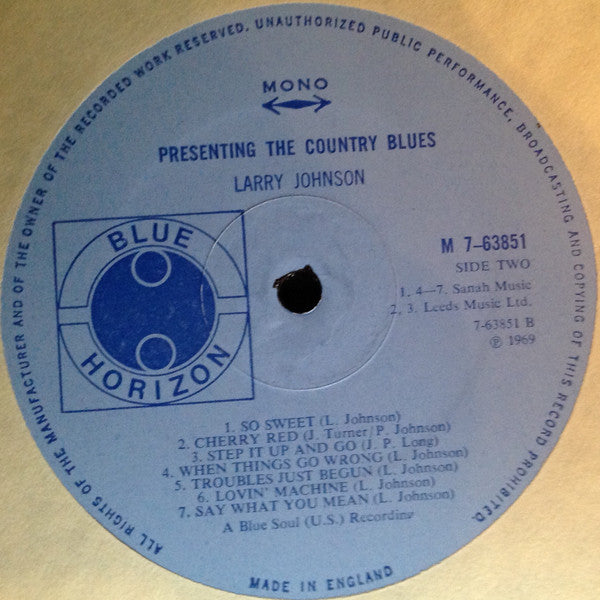 ALL RIGHTS OF THE MANUFACTURER AND OF THE OWNER OF THE RECORDED WORK RESERVED. UNAUTHORIZED PUBLIC PERFORMANCE, BROADCASTING AND COPYING OF THIS RECORD PROHIBITED.
MONO
PRESENTING THE COUNTRY BLUES
LARRY JOHNSON
BLUE
HORIZON
M 7-63851
SIDE TWO
1. 4—7. Sanah Music
2, 3. Leeds Music Ltd.
7-63851 B
℗ 1969
1. SO SWEET (L. Johnson)
2. CHERRY RED (J. Turner/P. Johnson)
3. STEP IT UP AND GO (J. P. Long)
4. WHEN THINGS GO WRONG (L. Johnson)
5. TROUBLES JUST BEGUN (L. Johnson)
6. LOVIN' MACHINE (L. Johnson)
7. SAY WHAT YOU MEAN (L. Johnson)
A Blue Soul (U.S.) Recording
MADE IN ENGLAND